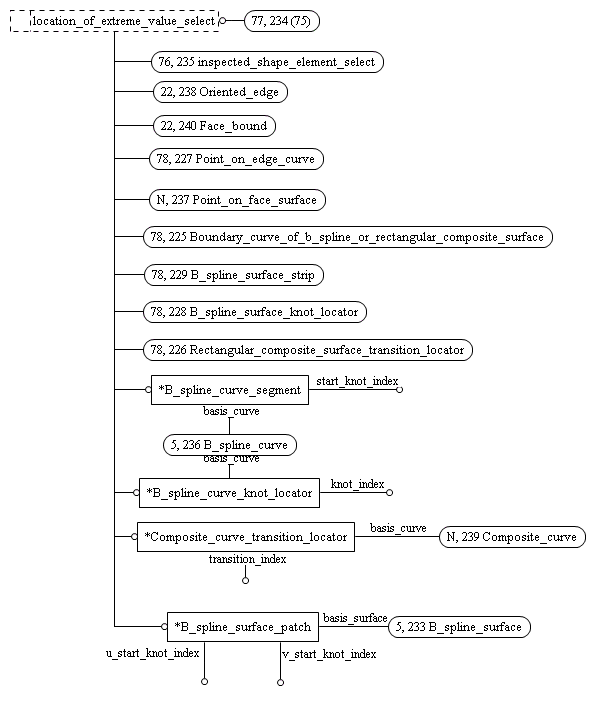 location_of_extreme_value_select
77, 234 (75)
76, 235 inspected_shape_element_select
22, 238 Oriented_edge
22, 240 Face_bound
78, 227 Point_on_edge_curve
N, 237 Point_on_face_surface
78, 225 Boundary_curve_of_b_spline_or_rectangular_composite_surface
78, 229 B_spline_surface_strip
78, 228 B_spline_surface_knot_locator
78, 226 Rectangular_composite_surface_transition_locator
*B_spline_curve_segment
start_knot_index
basis_curve
5, 236 B_spline_curve
basis_curve
*B_spline_curve_knot_locator
knot_index
*Composite_curve_transition_locator
basis_curve
N, 239 Composite_curve
transition_index
*B_spline_surface_patch
basis_surface
5, 233 B_spline_surface
u_start_knot_index
v_start_knot_index